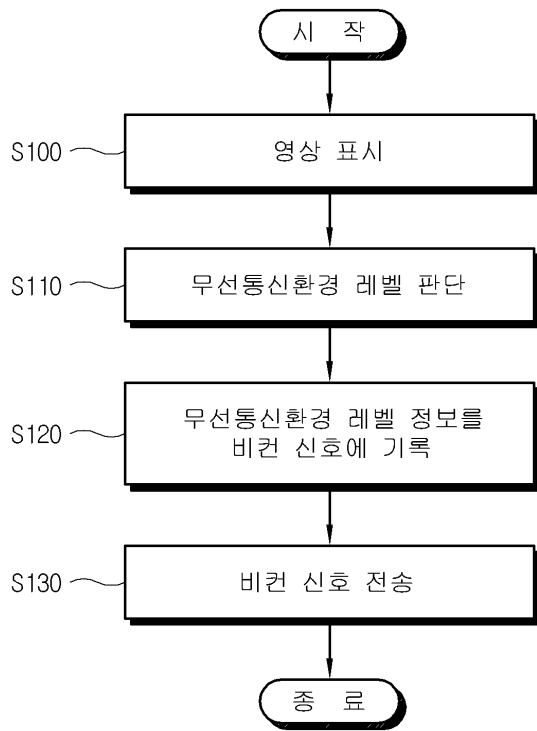 시 작
S100
영상 표시
S110
무선통신환경 레벨 판단
S120
무선통신환경 레벨 정보를
비컨 신호에 기록
S130
비컨 신호 전송
종 료